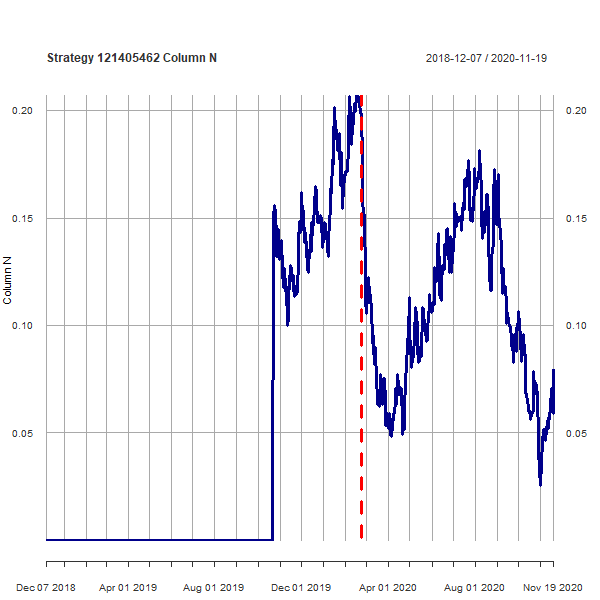 Strategy 121405462 Column N
2018-12-07 / 2020-11-19
0.20
0.20
0.15
0.15
Column N
0.10
0.10
0.05
0.05
Dec 07 2018
Apr 01 2019
Aug 01 2019
Dec 01 2019
Apr 01 2020
Aug 01 2020
Nov 19 2020